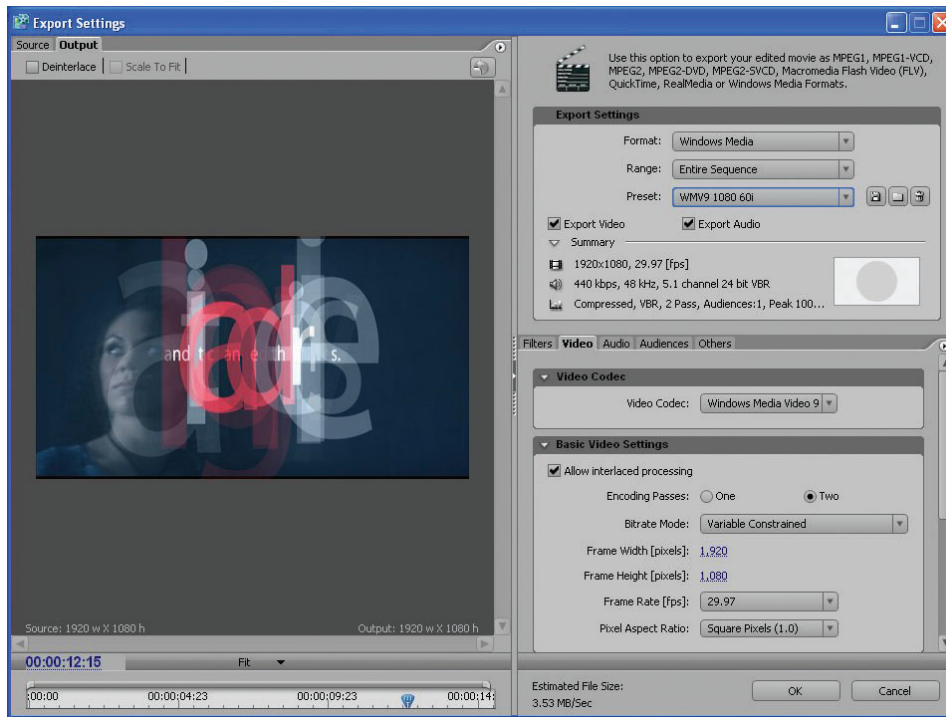 Export Settings
Source Output
Deinterlace Scale To Fit
Source: 1920 w X 1080 h Output: 1920 w X 1080 h
00:00:12:15 Fit
:00:00 00:00:04:23 00:00:09:23 00:00:14:
Use this option to export your edited movie as MPEG1, MPEG1-VCD,
MPEG2, MPEG2-DVD, MPEG2-SVCD, Macromedia Flash Video (FLV),
QuickTime, RealMedia or Windows Media Formats.
Export Settings
Format: Windows Media
Range: Entire Sequence
Preset: WMV9 1080 60i
Export Video Export Audio
Summary
1920x1080, 29.97 [fps]
440 kbps, 48 kHz, 5.1 channel 24 bit VBR
Compressed, VBR, 2 Pass, Audiences:1, Peak 100...
Filters Video Audio Audiences Others
Video Codec
Video Codec: Windows Media Video 9
Basic Video Settings
Allow interlaced processing
Encoding Passes: One Two
Bitrate Mode: Variable Constrained
Frame Width [pixels]: 1,920
Frame Height [pixels]: 1,080
Frame Rate [fps]: 29.97
Pixel Aspect Ratio: Square Pixels (1.0)
Estimated File Size:
3.53 MB/Sec
OK Cancel